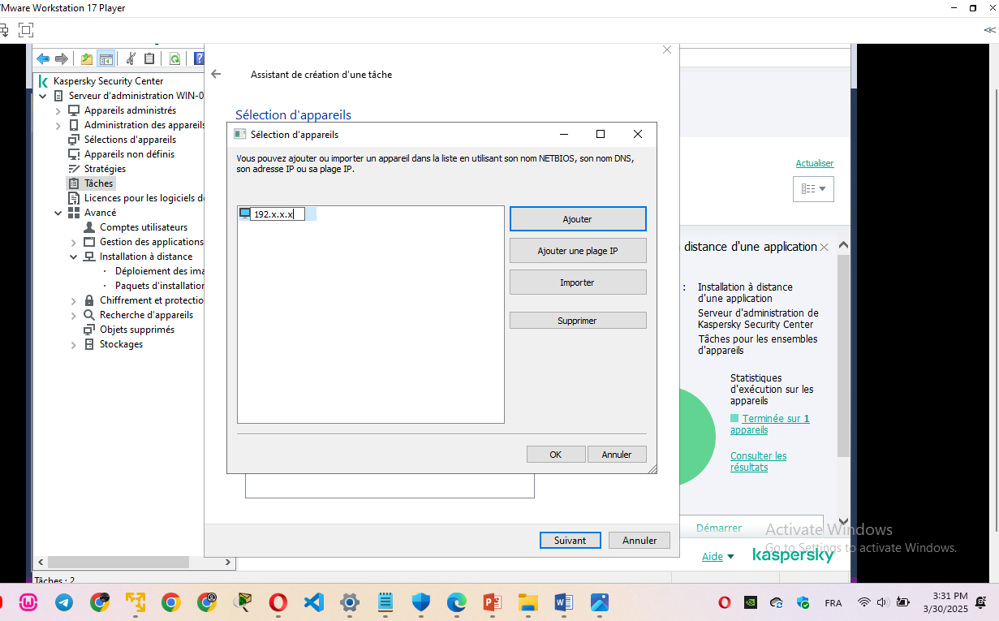 VMware Workstation 17 Player
Assistant de création d'une tâche
Sélection d'appareils
Kaspersky Security Center
Serveur d'administration WIN-0
Appareils administrés
Administration des appareils
Sélections d'appareils
Appareils non définis
Stratégies
Tâches
Licences pour les logiciels de
Avancé
Comptes utilisateurs
Gestion des applications
Installation à distance
Déploiement des ima
Paquets d'installation
Chiffrement et protectio
Recherche d'appareils
Objets supprimés
Stockages
Tâches : 2
Sélection d'appareils
Vous pouvez ajouter ou importer un appareil dans la liste en utilisant son nom NETBIOS, son nom DNS,
son adresse IP ou sa plage IP.
192.x.x.x
Ajouter
Ajouter une plage IP
Importer
Supprimer
OK
Annuler
Suivant
Annuler
Actualiser
distance d'une application
: Installation à distance
d'une application
Serveur d'administration de
Kaspersky Security Center
Tâches pour les ensembles
d'appareils
Statistiques
d'exécution sur les
appareils
Terminée sur 1
appareils
Consulter les
résultats
Démarrer
Aide
kaspersky
Activate Windows
Go to Settings to activate Windows.
FRA
3:31 PM
3/30/2025